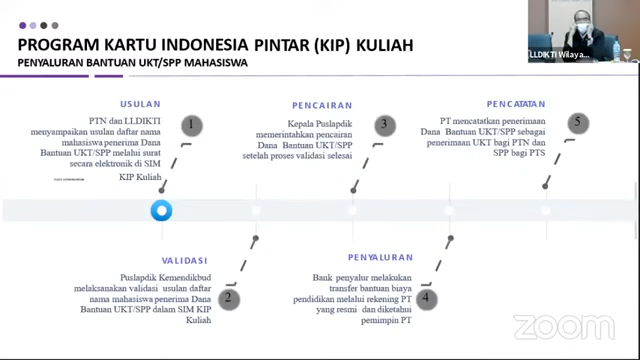 PROGRAM KARTU INDONESIA PINTAR (KIP) KULIAH
PENYALURAN BANTUAN UKT/SPP MAHASISWA
LLDIKTI Wilaya...
USULAN
PTN dan LLDIKTI
menyampaikan usulan daftar nama
mahasiswa penerima Dana
Bantuan UKT/SPP melalui surat
secara elektronik di SIM
KIP Kuliah
1
PENCAIRAN
Kepala Puslapdik
memerintahkan pencairan
Dana Bantuan UKT/SPP
setelah proses validasi selesai
3
PENCATATAN
PT mencatatkan penerimaan
Dana Bantuan UKT/SPP sebagai
penerimaan UKT bagi PTN dan
SPP bagi PTS
5
VALIDASI
Puslapdik Kemendikbud
melaksanakan validasi usulan daftar
nama mahasiswa penerima Dana
Bantuan UKT/SPP dalam SIM KIP
Kuliah
2
PENYALURAN
Bank penyalur melakukan
transfer bantuan biaya
pendidikan melalui rekening PT
yang resmi dan diketahui
pemimpin PT
4
zoom